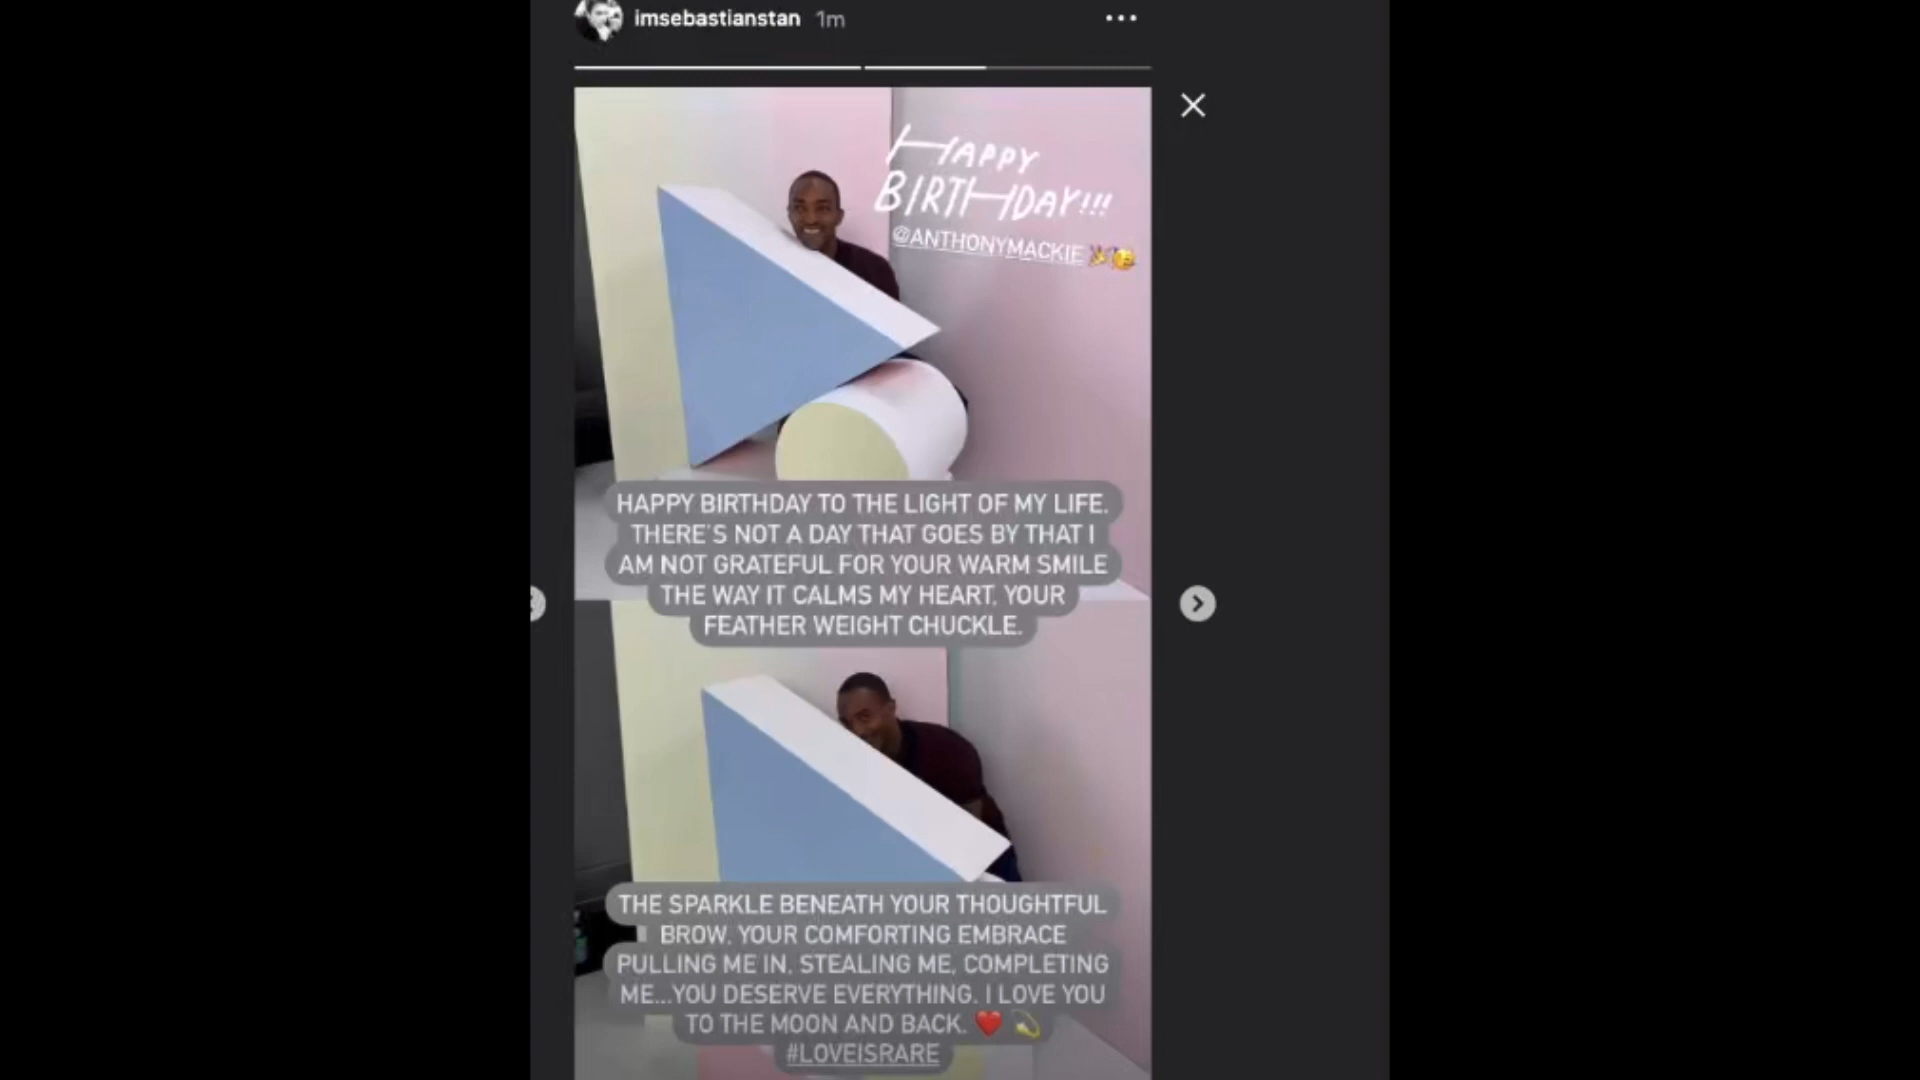 imsebastianstan 1m
HAPPY
BIRTHDAY!!!
@ANTHONYMACKIE
HAPPY BIRTHDAY TO THE LIGHT OF MY LIFE.
THERE'S NOT A DAY THAT GOES BY THAT I
AM NOT GRATEFUL FOR YOUR WARM SMILE
THE WAY IT CALMS MY HEART, YOUR
FEATHER WEIGHT CHUCKLE.
THE SPARKLE BENEATH YOUR THOUGHTFUL
BROW, YOUR COMFORTING EMBRACE
PULLING ME IN, STEALING ME, COMPLETING
ME...YOU DESERVE EVERYTHING. I LOVE YOU
TO THE MOON AND BACK. ❤️ 💫
#LOVEISRARE